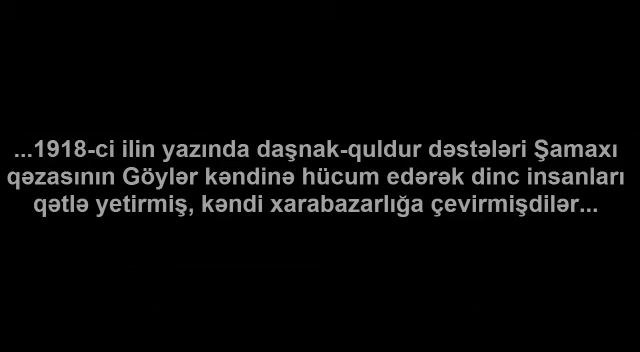 ...1918-ci ilin yazında daşnak-quldur dəstələri Şamaxı
qəzasının Göylər kəndinə hücum edərək dinc insanları
qətlə yetirmiş, kəndi xarabazarlığa çevirmişdilər...